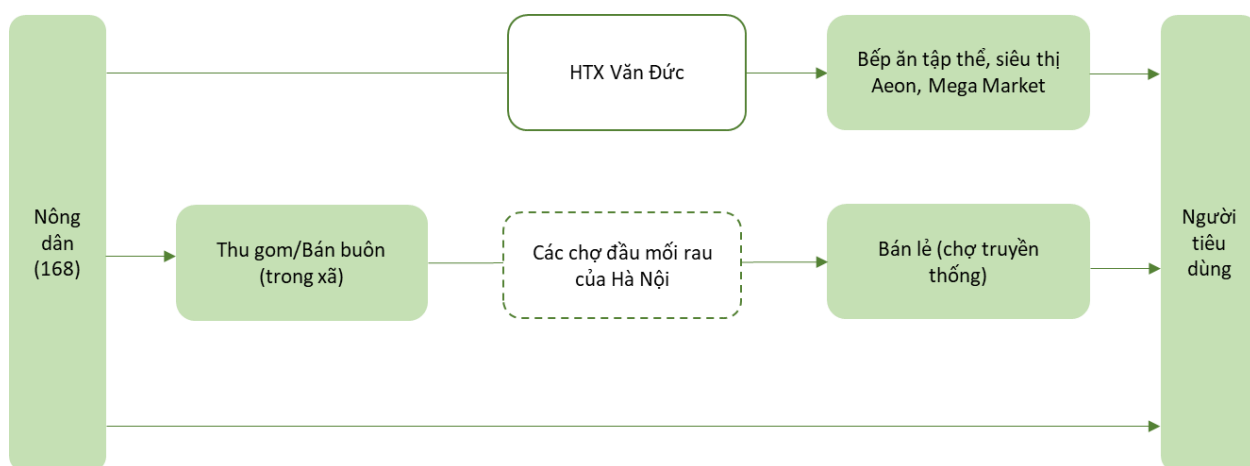 HTX Văn Đức
Bếp ăn tập thể, siêu thị
Aeon, Mega Market
Nông
dân
(168)
Thu gom/Bán buôn
(trong xã)
Các chợ đầu mối rau
của Hà Nội
Bán lẻ (chợ truyền
thống)
Người
tiêu
dùng